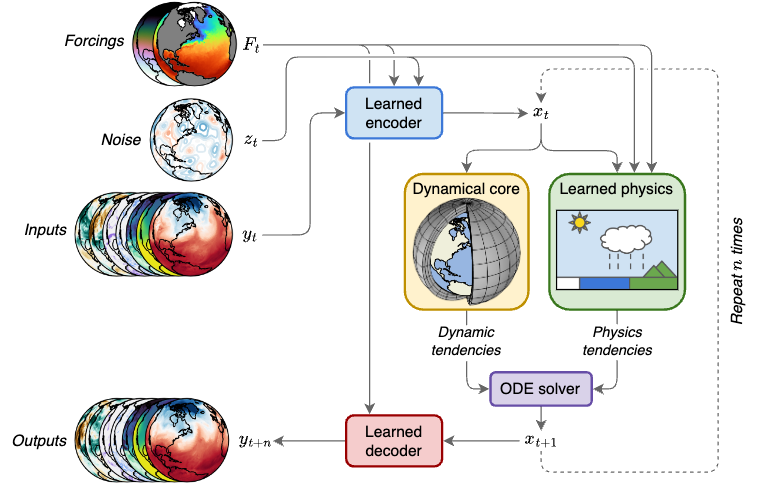 Forcings
F_t
Noise
z_t
Inputs
y_t
Learned
encoder
x_t
Dynamical core
Learned physics
Repeat n times
Dynamic
tendencies
Physics
tendencies
ODE solver
Outputs
y_{t+n}
Learned
decoder
x_{t+1}